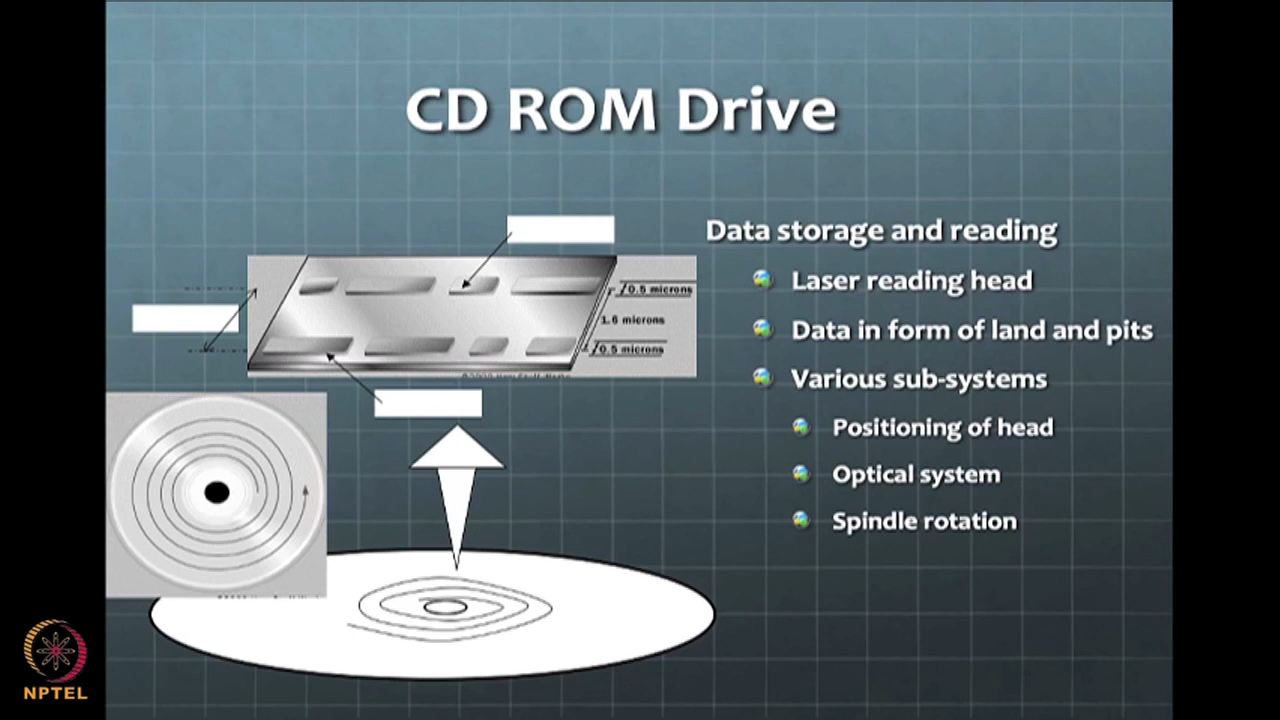 CD ROM Drive
Data storage and reading
Laser reading head
Data in form of land and pits
Various sub-systems
Positioning of head
Optical system
Spindle rotation
0.5 microns
1.6 microns
0.5 microns
NPTEL